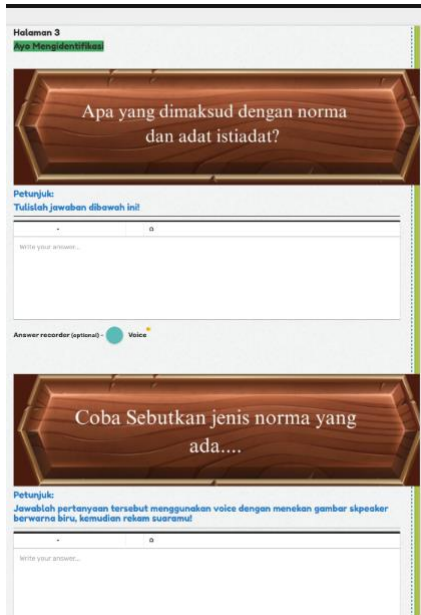 Halaman 3
Ayo Mengidentifikasi
Apa yang dimaksud dengan norma
dan adat istiadat?
Petunjuk:
Tulislah jawaban dibawah ini!
Write your answer...
Answer recorder (optional) - Voice
Coba Sebutkan jenis norma yang
ada....
Petunjuk:
Jawablah pertanyaan tersebut menggunakan voice dengan menekan gambar skpeaker
berwarna biru, kemudian rekam suaramu!
Write your answer...